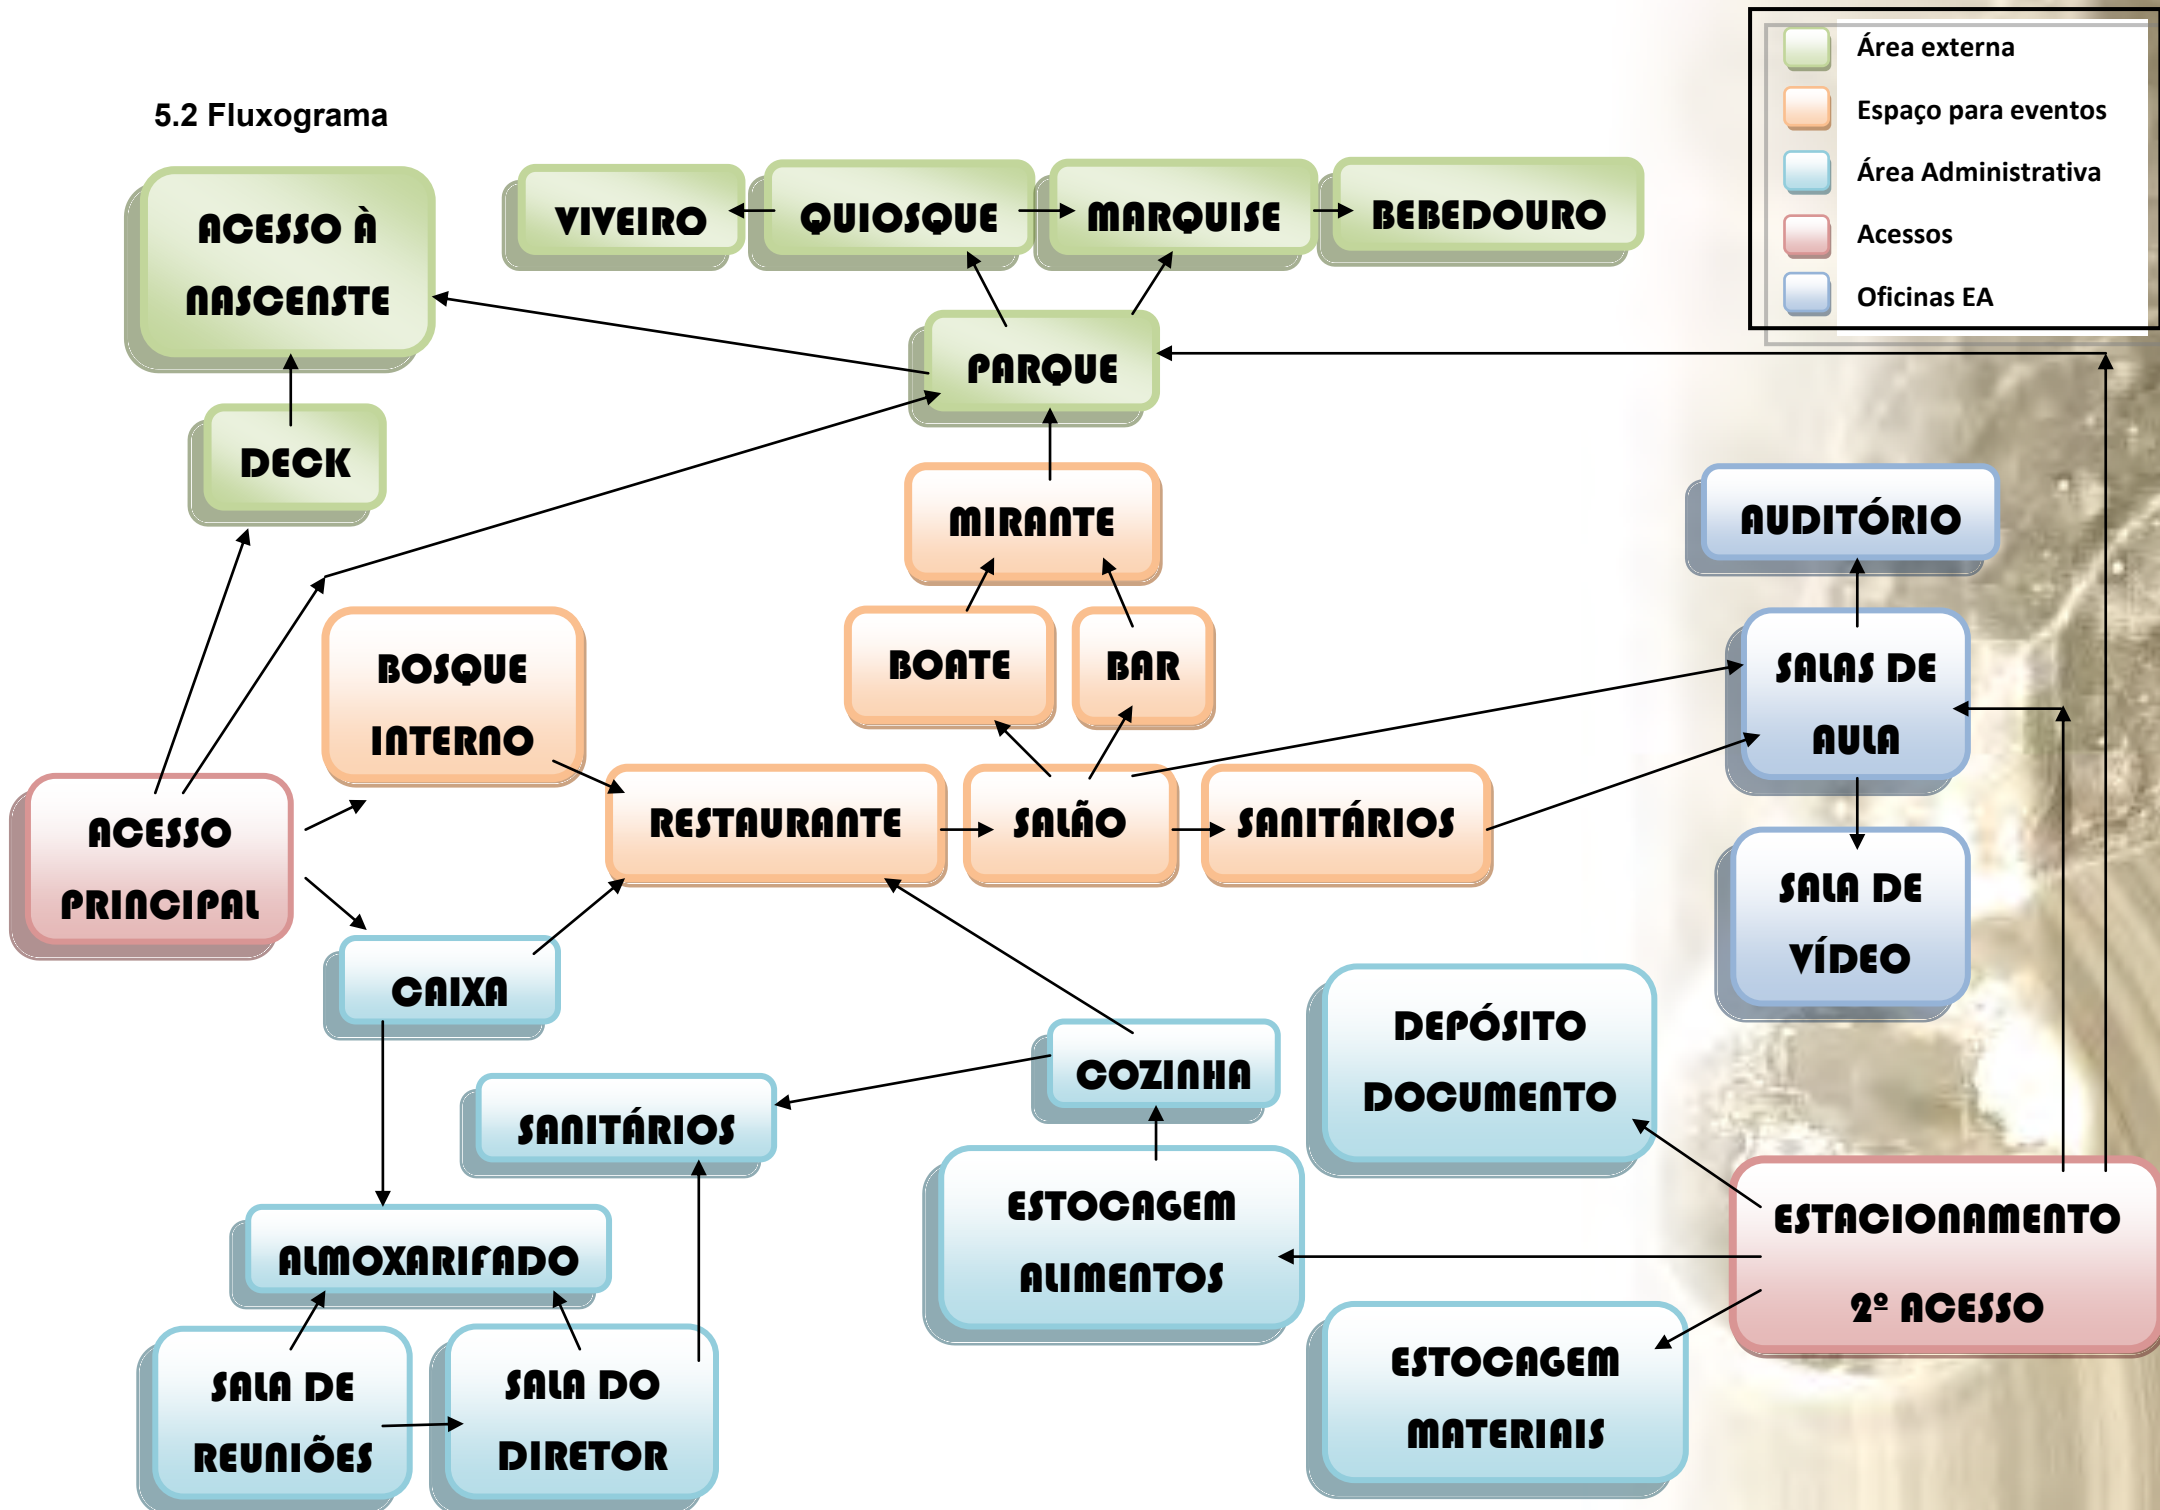 Área externa
Espaço para eventos
Área Administrativa
Acessos
Oficinas EA
5.2 Fluxograma
ACESSO À
NASCENSTE
VIVEIRO
QUIOSQUE
MARQUISE
BEBEDOURO
PARQUE
DECK
MIRANTE
AUDITÓRIO
BOATE
BAR
BOSQUE
INTERNO
SALAS DE
AULA
ACESSO
PRINCIPAL
RESTAURANTE
SALÃO
SANITÁRIOS
SALA DE
VÍDEO
CAIXA
COZINHA
DEPÓSITO
DOCUMENTO
SANITÁRIOS
ESTOCAGEM
ALIMENTOS
ESTACIONAMENTO
2º ACESSO
ALMOXARIFADO
SALA DE
REUNIÕES
SALA DO
DIRETOR
ESTOCAGEM
MATERIAIS